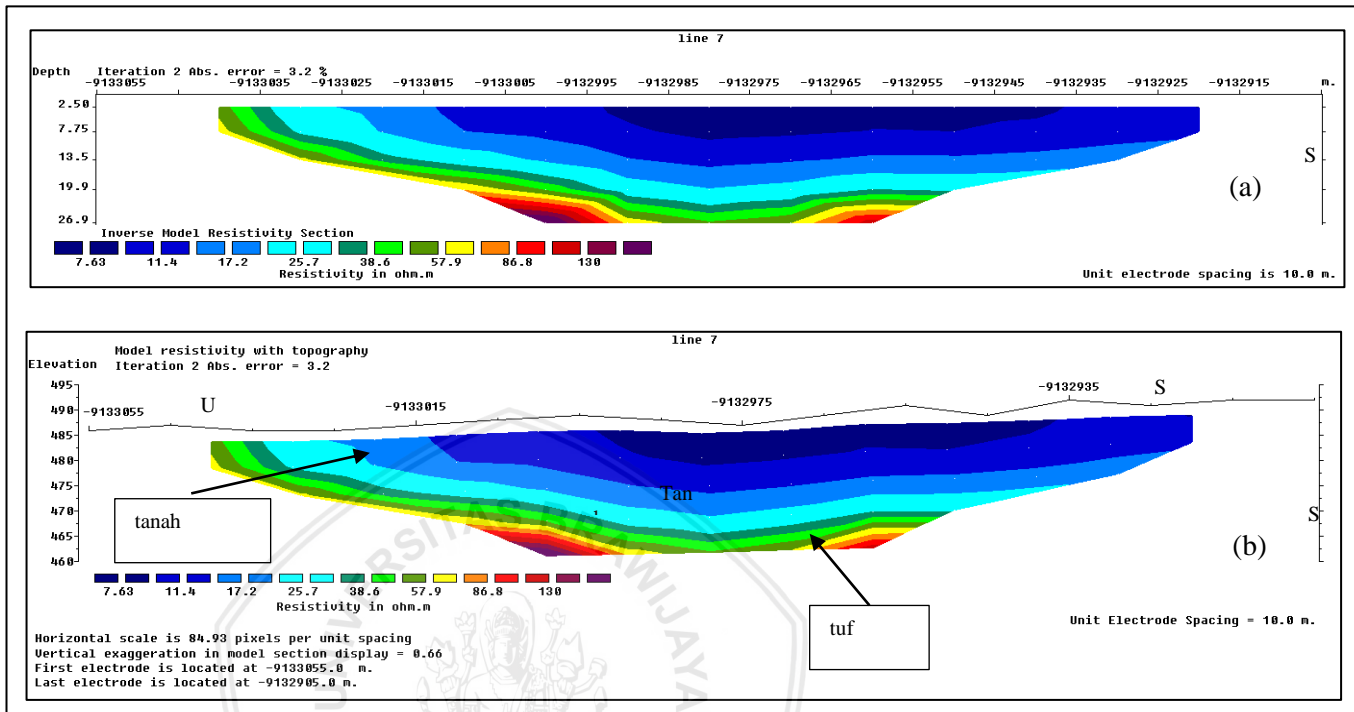 line 7
Depth Iteration 2 Abs. error = 3.2 %
-9133055 -9133035 -9133025 -9133015 -9133005 -9132995 -9132985 -9132975 -9132965 -9132955 -9132945 -9132935 -9132925 -9132915 m.
2.50
7.75
13.5
19.9
26.9
S
(a)
Inverse Model Resistivity Section
7.63 11.4 17.2 25.7 38.6 57.9 86.8 130
Resistivity in ohm.m
Unit electrode spacing is 10.0 m.
line 7
Model resistivity with topography
Elevation Iteration 2 Abs. error = 3.2
495
490
485
480
475
470
465
460
-9133055 -9133015 -9132975 -9132935
U
S
S
tanah
Tan
tuf
(b)
7.63 11.4 17.2 25.7 38.6 57.9 86.8 130
Resistivity in ohm.m
Unit Electrode Spacing = 10.0 m.
Horizontal scale is 84.93 pixels per unit spacing
Vertical exaggeration in model section display = 0.66
First electrode is located at -9133055.0 m.
Last electrode is located at -9132905.0 m.
UNIVERSITAS BRAWIJAYA